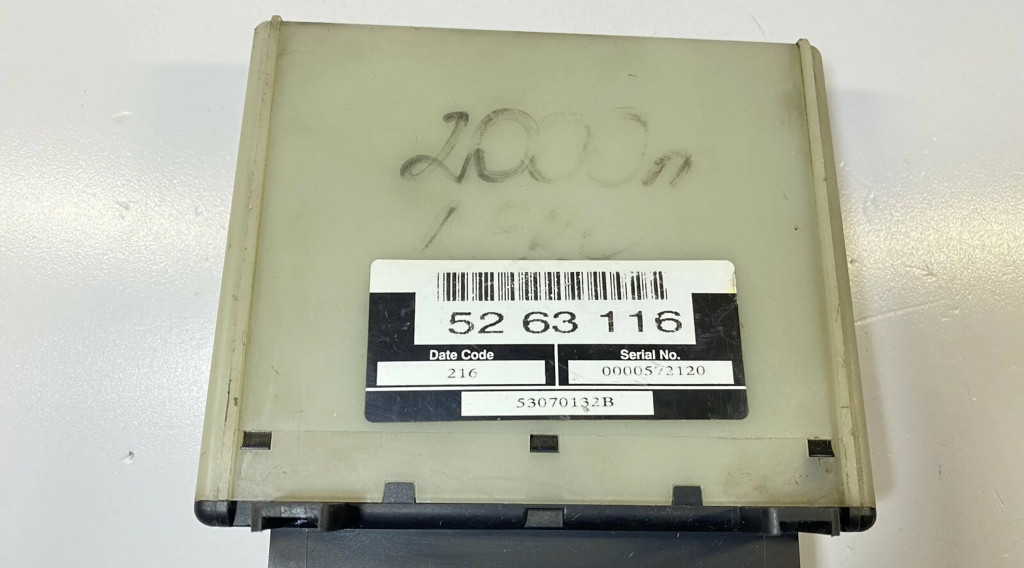 2000n
52 63 116
Date Code
Serial No.
216
0000572120
53070132B